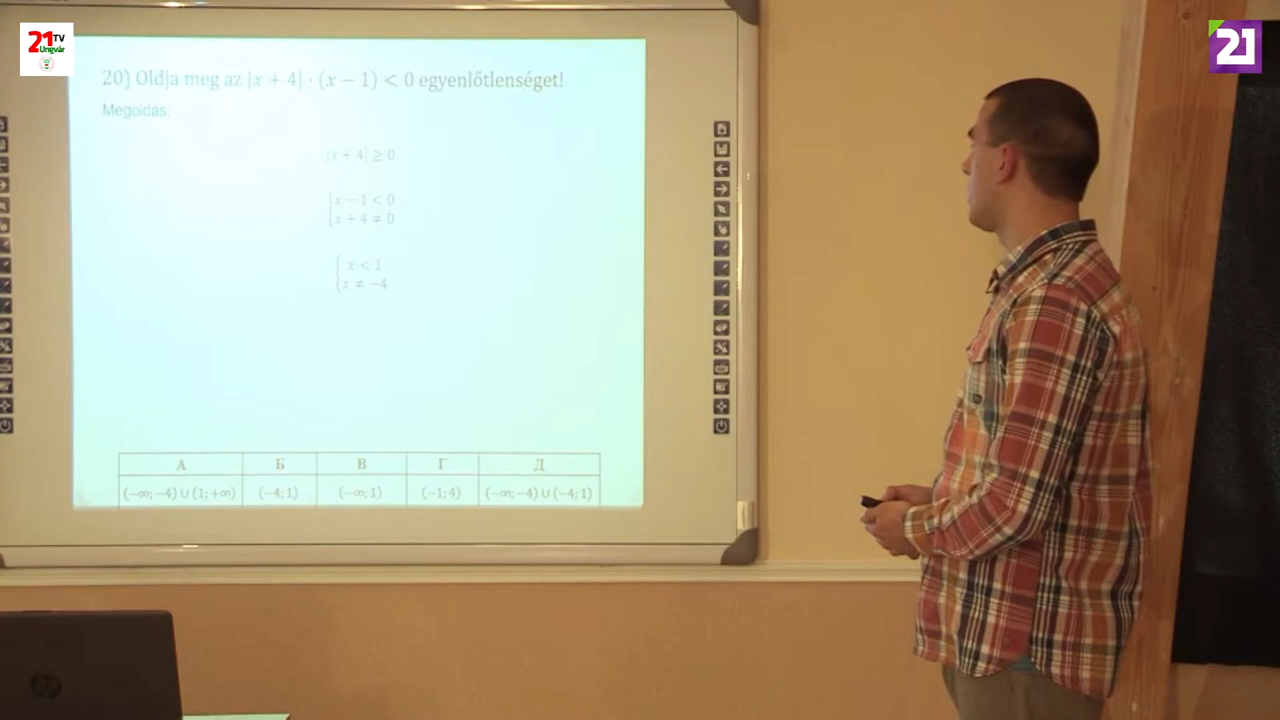 21 TV
Ungvár
21
20) Oldja meg az |x + 4| · (x − 1) < 0 egyenlőtlenséget!
Megoldás:
|x + 4| ≥ 0
{x − 1 < 0
x + 4 ≠ 0
{x < 1
x ≠ −4
А Б В Г Д
(−∞; −4) ∪ (1; +∞) (−4; 1) (−∞; 1) (−1; 4) (−∞; −4) ∪ (−4; 1)
hp